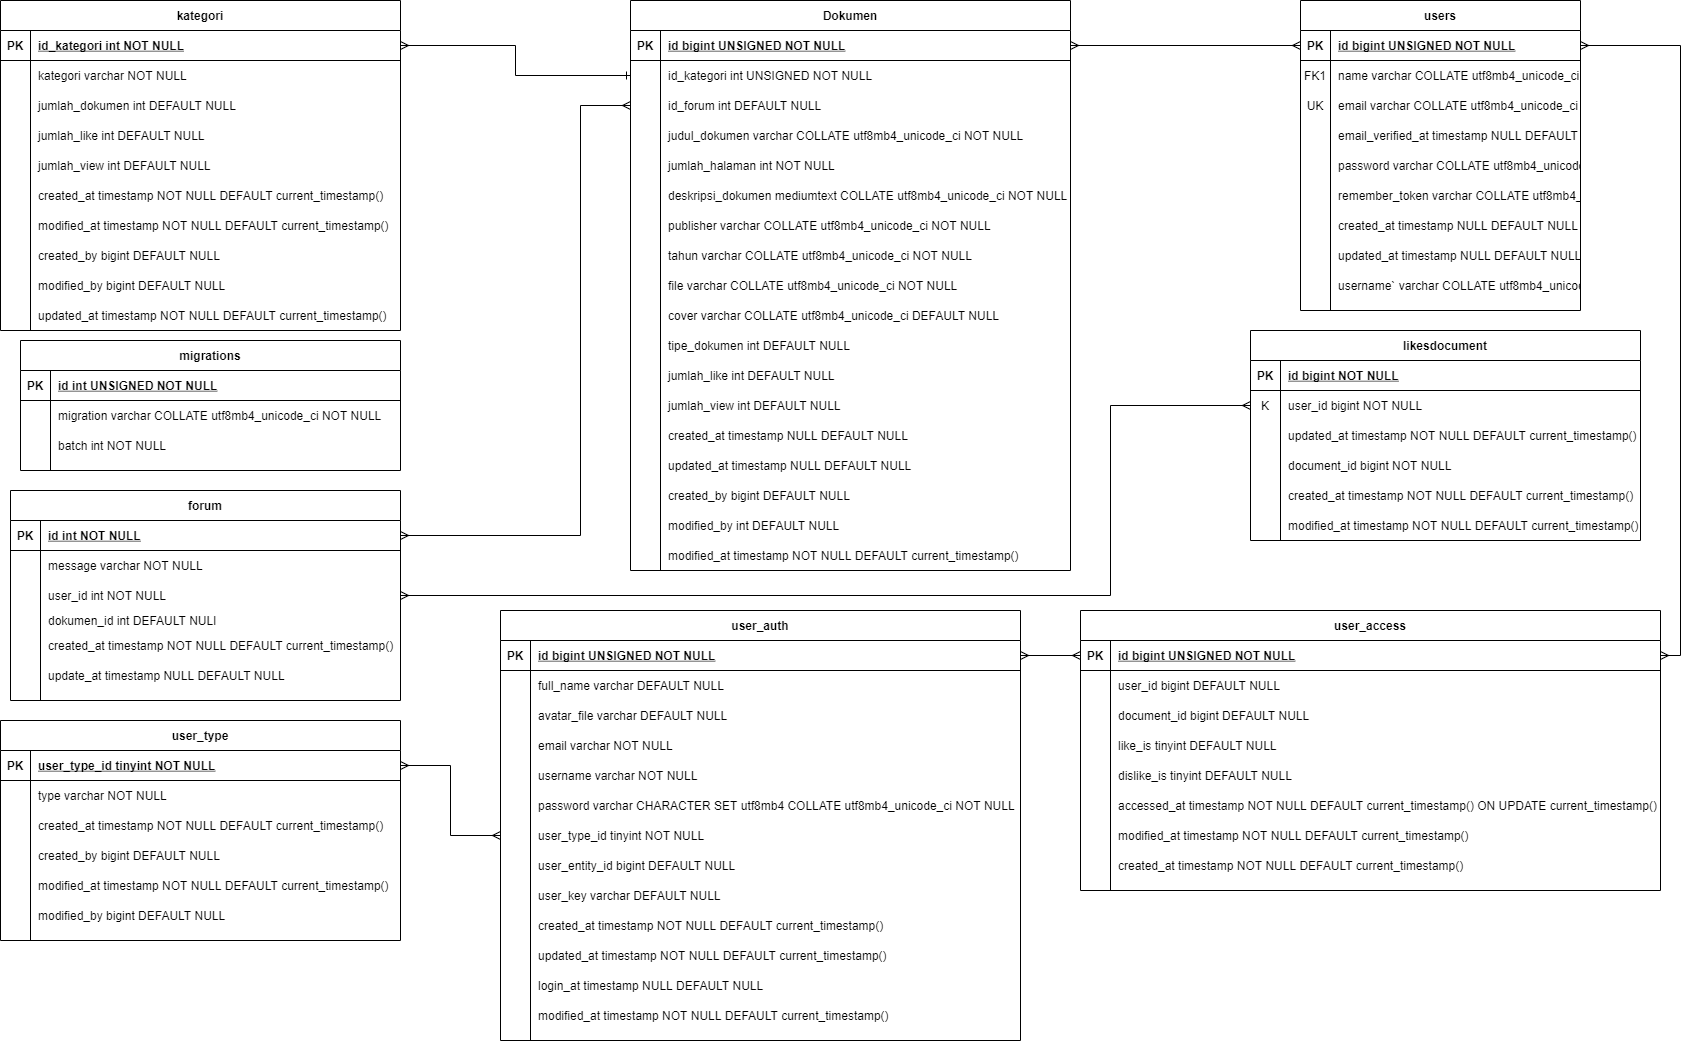 kategori
PK id_kategori int NOT NULL
kategori varchar NOT NULL
jumlah_dokumen int DEFAULT NULL
jumlah_like int DEFAULT NULL
jumlah_view int DEFAULT NULL
created_at timestamp NOT NULL DEFAULT current_timestamp()
modified_at timestamp NOT NULL DEFAULT current_timestamp()
created_by bigint DEFAULT NULL
modified_by bigint DEFAULT NULL
updated_at timestamp NOT NULL DEFAULT current_timestamp()
migrations
PK id int UNSIGNED NOT NULL
migration varchar COLLATE utf8mb4_unicode_ci NOT NULL
batch int NOT NULL
forum
PK id int NOT NULL
message varchar NOT NULL
user_id int NOT NULL
dokumen_id int DEFAULT NULl
created_at timestamp NOT NULL DEFAULT current_timestamp()
update_at timestamp NULL DEFAULT NULL
user_type
PK user_type_id tinyint NOT NULL
type varchar NOT NULL
created_at timestamp NOT NULL DEFAULT current_timestamp()
created_by bigint DEFAULT NULL
modified_at timestamp NOT NULL DEFAULT current_timestamp()
modified_by bigint DEFAULT NULL
Dokumen
PK id bigint UNSIGNED NOT NULL
id_kategori int UNSIGNED NOT NULL
id_forum int DEFAULT NULL
judul_dokumen varchar COLLATE utf8mb4_unicode_ci NOT NULL
jumlah_halaman int NOT NULL
deskripsi_dokumen mediumtext COLLATE utf8mb4_unicode_ci NOT NULL
publisher varchar COLLATE utf8mb4_unicode_ci NOT NULL
tahun varchar COLLATE utf8mb4_unicode_ci NOT NULL
file varchar COLLATE utf8mb4_unicode_ci NOT NULL
cover varchar COLLATE utf8mb4_unicode_ci DEFAULT NULL
tipe_dokumen int DEFAULT NULL
jumlah_like int DEFAULT NULL
jumlah_view int DEFAULT NULL
created_at timestamp NULL DEFAULT NULL
updated_at timestamp NULL DEFAULT NULL
created_by bigint DEFAULT NULL
modified_by int DEFAULT NULL
modified_at timestamp NOT NULL DEFAULT current_timestamp()
user_auth
PK id bigint UNSIGNED NOT NULL
full_name varchar DEFAULT NULL
avatar_file varchar DEFAULT NULL
email varchar NOT NULL
username varchar NOT NULL
password varchar CHARACTER SET utf8mb4 COLLATE utf8mb4_unicode_ci NOT NULL
user_type_id tinyint NOT NULL
user_entity_id bigint DEFAULT NULL
user_key varchar DEFAULT NULL
created_at timestamp NOT NULL DEFAULT current_timestamp()
updated_at timestamp NOT NULL DEFAULT current_timestamp()
login_at timestamp NULL DEFAULT NULL
modified_at timestamp NOT NULL DEFAULT current_timestamp()
users
PK id bigint UNSIGNED NOT NULL
FK1 name varchar COLLATE utf8mb4_unicode_ci
UK email varchar COLLATE utf8mb4_unicode_ci
email_verified_at timestamp NULL DEFAULT
password varchar COLLATE utf8mb4_unicod
remember_token varchar COLLATE utf8mb4_
created_at timestamp NULL DEFAULT NULL
updated_at timestamp NULL DEFAULT NULL
username` varchar COLLATE utf8mb4_unico
likesdocument
PK id bigint NOT NULL
K user_id bigint NOT NULL
updated_at timestamp NOT NULL DEFAULT current_timestamp()
document_id bigint NOT NULL
created_at timestamp NOT NULL DEFAULT current_timestamp()
modified_at timestamp NOT NULL DEFAULT current_timestamp()
user_access
PK id bigint UNSIGNED NOT NULL
user_id bigint DEFAULT NULL
document_id bigint DEFAULT NULL
like_is tinyint DEFAULT NULL
dislike_is tinyint DEFAULT NULL
accessed_at timestamp NOT NULL DEFAULT current_timestamp() ON UPDATE current_timestamp()
modified_at timestamp NOT NULL DEFAULT current_timestamp()
created_at timestamp NOT NULL DEFAULT current_timestamp()